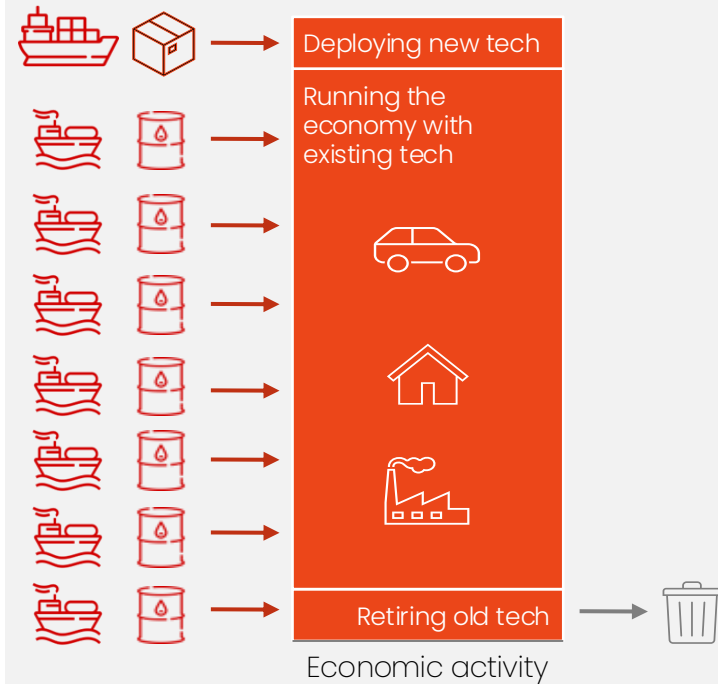 Deploying new tech
Running the
economy with
existing tech
Retiring old tech
Economic activity